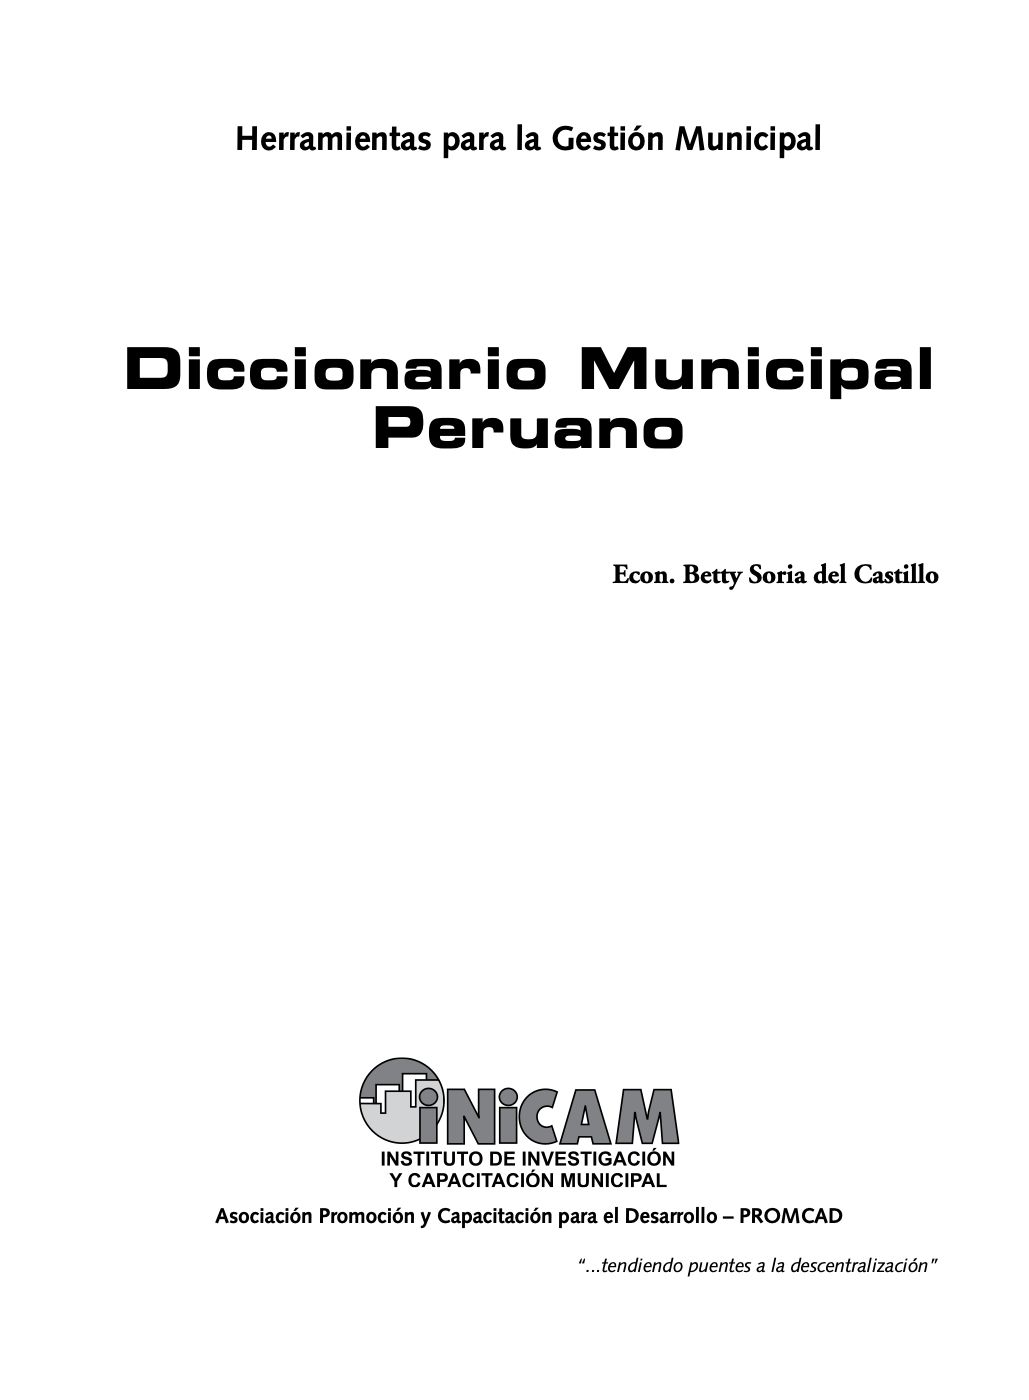 Herramientas para la Gestión Municipal
Diccionario Municipal
Peruano
Econ. Betty Soria del Castillo
iNiCAM
INSTITUTO DE INVESTIGACIÓN
Y CAPACITACIÓN MUNICIPAL
Asociación Promoción y Capacitación para el Desarrollo – PROMCAD
“...tendiendo puentes a la descentralización”